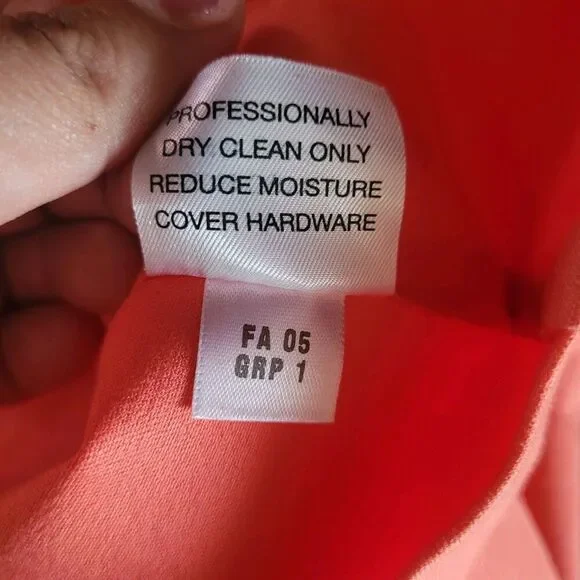 PROFESSIONALLY
DRY CLEAN ONLY
REDUCE MOISTURE
COVER HARDWARE
FA 05
GRP 1